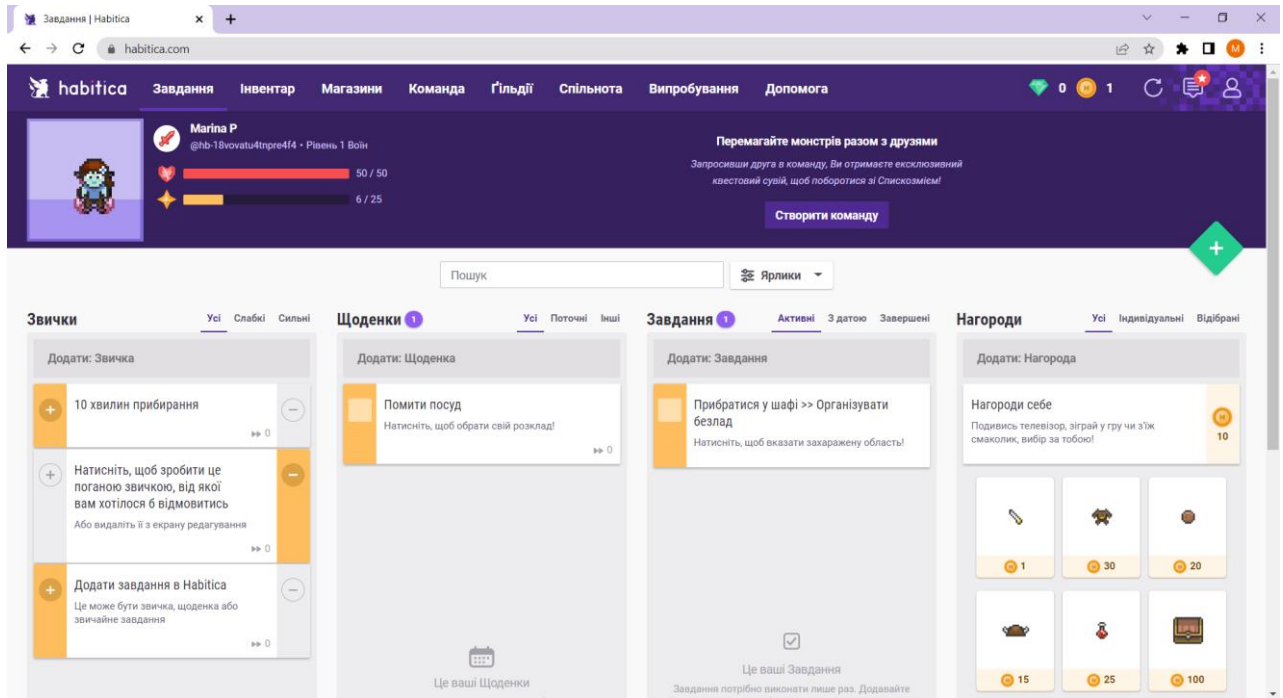 Завдання | Habitica
habitica.com
M
habitica Завдання Інвентар Магазини Команда Ґільдії Спільнота Випробування Допомога 0 1
Marina P
@hb-18vovatu4tnpre4f4 • Рівень 1 Воїн
50 / 50
6 / 25
Перемагайте монстрів разом з друзями
Запросивши друга в команду, Ви отримаєте ексклюзивний
квестовий сувій, щоб поборотися зі Спискозмієм!
Створити команду
Пошук
Ярлики
Звички Усі Слабкі Сильні
Додати: Звичка
10 хвилин прибирання
0
Натисніть, щоб зробити це
поганою звичкою, від якої
вам хотілося б відмовитись
Або видаліть її з екрану редагування
0
Додати завдання в Habitica
Це може бути звичка, щоденка або
звичайне завдання
0
Щоденки 1 Усі Поточні Інші
Додати: Щоденка
Помити посуд
Натисніть, щоб обрати свій розклад!
0
Це ваші Щоденки
Завдання 1 Активні З датою Завершені
Додати: Завдання
Прибратися у шафі >> Організувати
безлад
Натисніть, щоб вказати захаращену область!
Це ваші Завдання
Завдання потрібно виконати лише раз. Додавайте
Нагороди Усі Індивідуальні Відібрані
Додати: Нагорода
Нагороди себе
Подивись телевізор, зіграй у гру чи з'їж
смаколик, вибір за тобою!
10
1 30 20
15 25 100